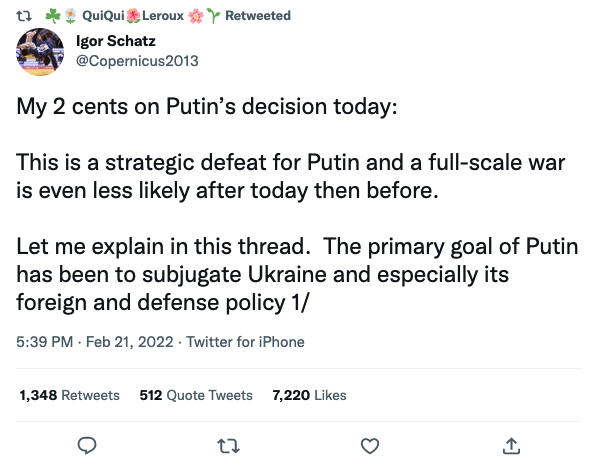 QuiQui Leroux Retweeted
Igor Schatz
@Copernicus2013
My 2 cents on Putin’s decision today:
This is a strategic defeat for Putin and a full-scale war
is even less likely after today then before.
Let me explain in this thread.  The primary goal of Putin
has been to subjugate Ukraine and especially its
foreign and defense policy 1/
5:39 PM · Feb 21, 2022 · Twitter for iPhone
1,348 Retweets 512 Quote Tweets 7,220 Likes